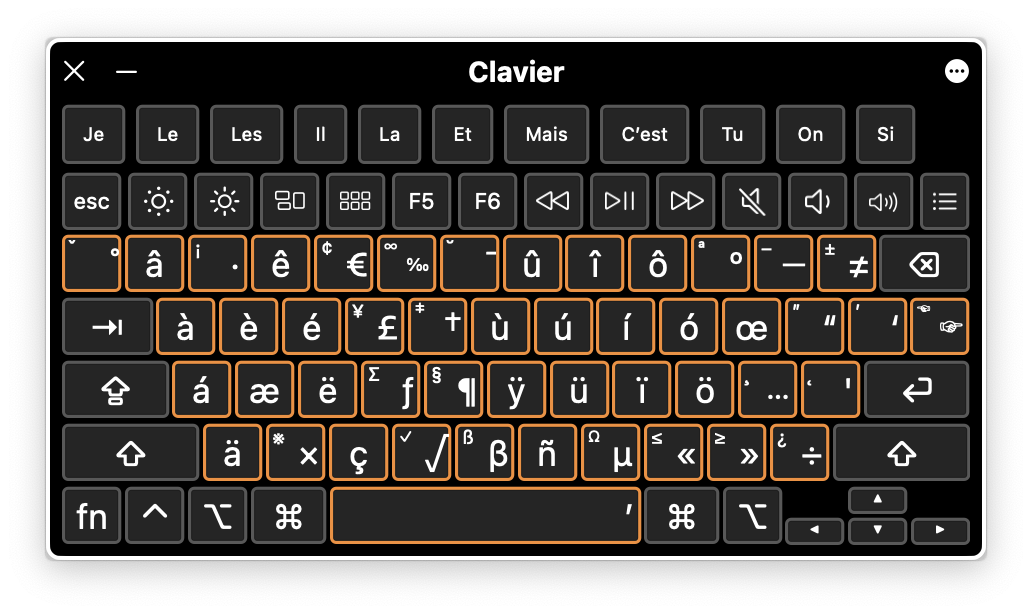 Clavier
Je Le Les Il La Et Mais C'est Tu On Si
esc F5 F6
ˇ ° â ¡ · ê ¢ € ∞ ‰ ˘ ¯ û î ô ª º – — ± ≠
à è é ¥ £ ‡ † ù ú í ó œ " “ ' ‘ ☜ ☞
á æ ë Σ ƒ § ¶ ÿ ü ï ö …
ä ※ × ç ✓ √ ß β ñ Ω µ ≤ « ≥ » ¿ ÷
fn ⌃ ⌥ ⌘ ’ ⌘ ⌥